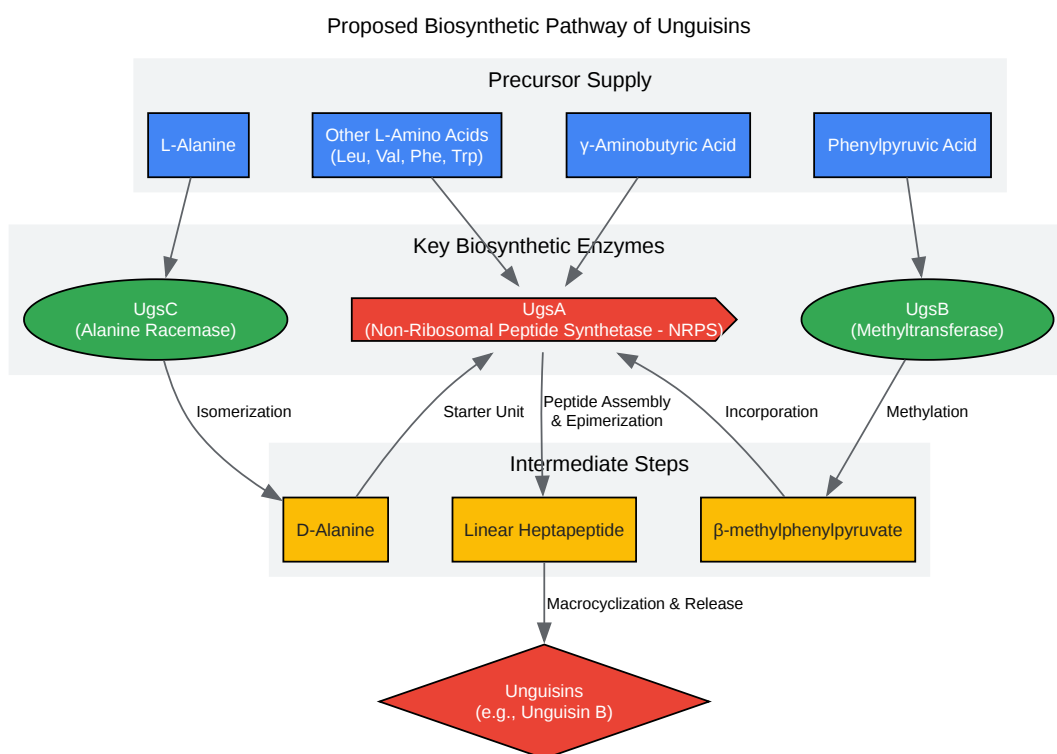 Proposed Biosynthetic Pathway of Unguisins
Precursor Supply
L-Alanine
Other L-Amino Acids
(Leu, Val, Phe, Trp)
γ-Aminobutyric Acid
Phenylpyruvic Acid
Key Biosynthetic Enzymes
UgsC
(Alanine Racemase)
UgsA
(Non-Ribosomal Peptide Synthetase - NRPS)
UgsB
(Methyltransferase)
Isomerization
Starter Unit
Peptide Assembly
& Epimerization
Incorporation
Methylation
Intermediate Steps
D-Alanine
Linear Heptapeptide
β-methylphenylpyruvate
Macrocyclization & Release
Unguisins
(e.g., Unguisin B)